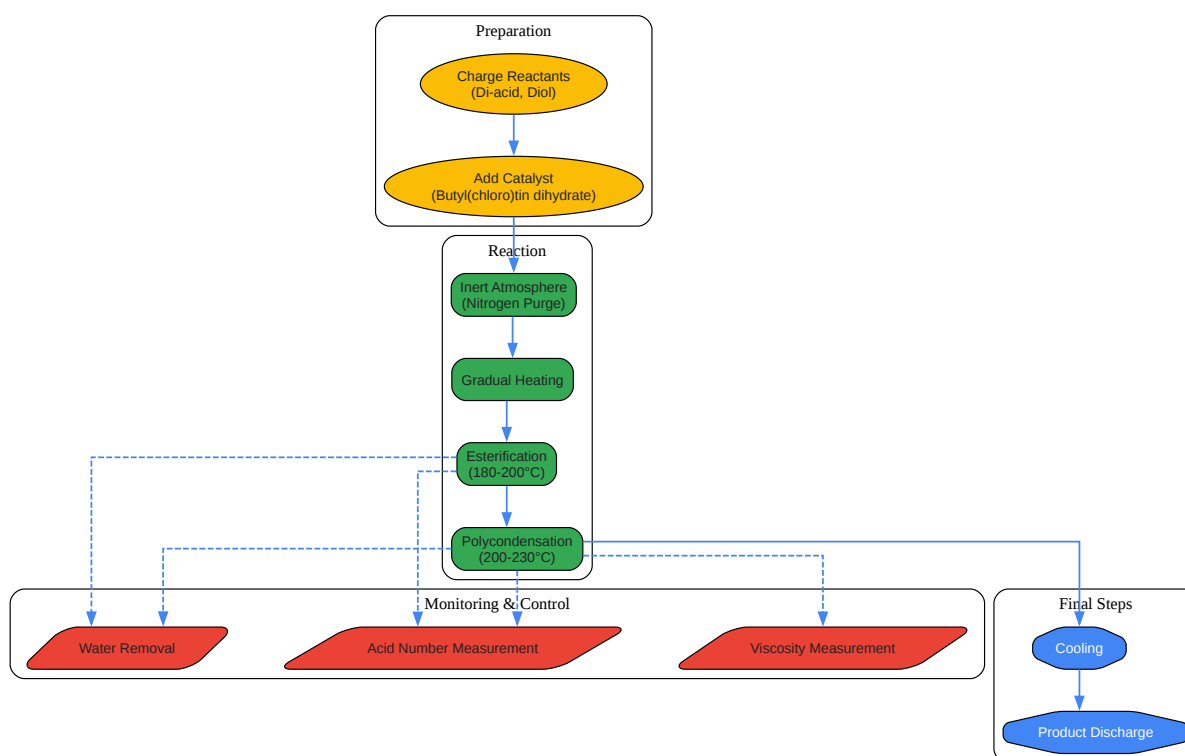 Preparation
Charge Reactants
(Di-acid, Diol)
Add Catalyst
(Butyl(chloro)tin dihydrate)
Reaction
Inert Atmosphere
(Nitrogen Purge)
Gradual Heating
Esterification
(180-200°C)
Polycondensation
(200-230°C)
Monitoring & Control
Water Removal
Acid Number Measurement
Viscosity Measurement
Final Steps
Cooling
Product Discharge